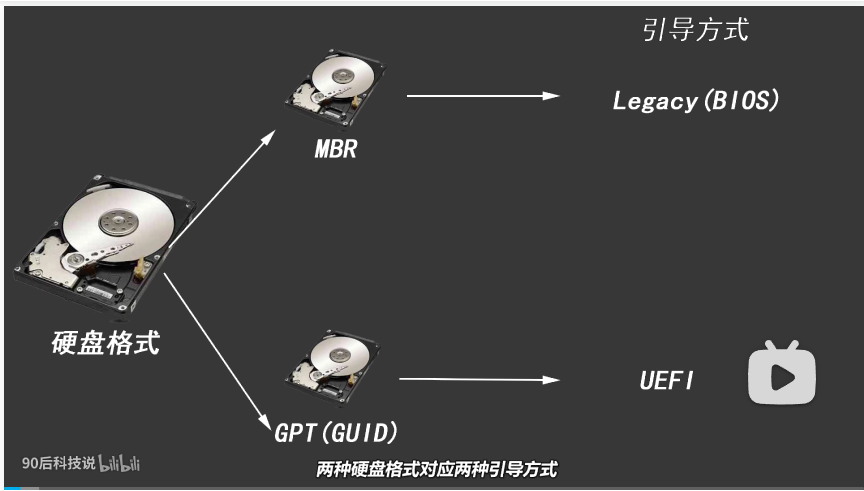 引导方式
Legacy(BIOS)
MBR
硬盘格式
UEFI
GPT(GUID)
90后科技说 bilibili
两种硬盘格式对应两种引导方式